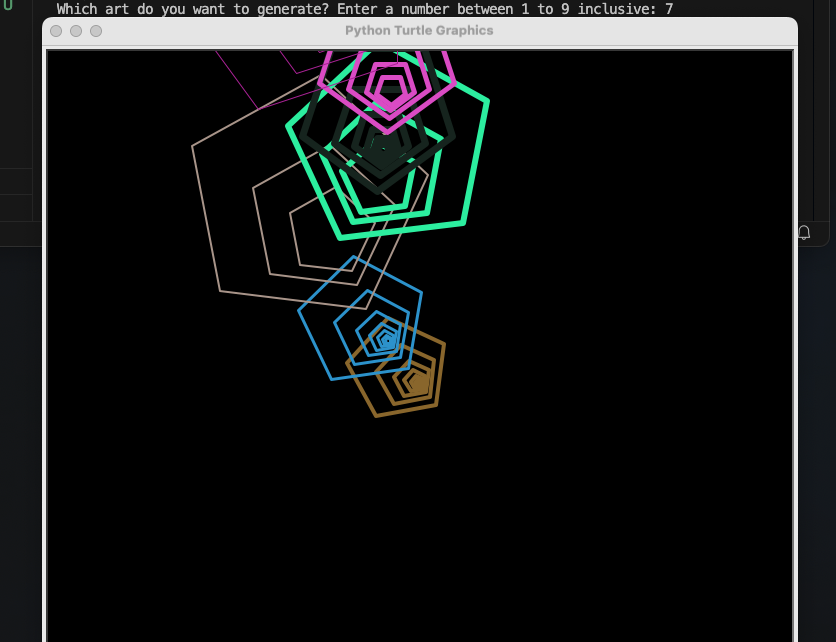 Which art do you want to generate? Enter a number between 1 to 9 inclusive: 7
U
Python Turtle Graphics